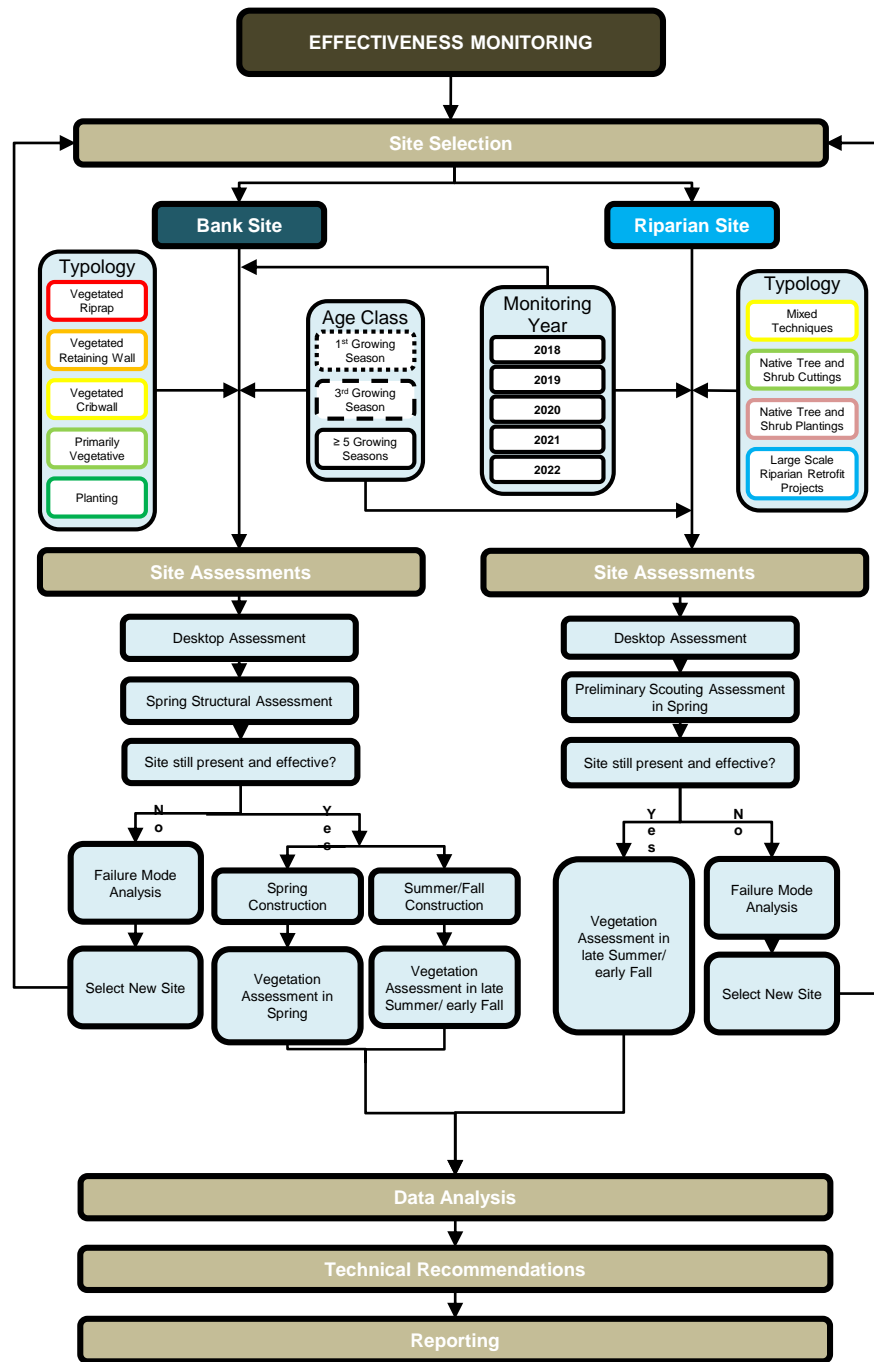 EFFECTIVENESS MONITORING
Site Selection
Bank Site
Riparian Site
Typology
Vegetated
Riprap
Vegetated
Retaining Wall
Vegetated
Cribwall
Primarily
Vegetative
Planting
Age Class
1st Growing
Season
3rd Growing
Season
≥ 5 Growing
Seasons
Monitoring
Year
2018
2019
2020
2021
2022
Typology
Mixed
Techniques
Native Tree and
Shrub Cuttings
Native Tree and
Shrub Plantings
Large Scale
Riparian Retrofit
Projects
Site Assessments
Desktop Assessment
Spring Structural Assessment
Site still present and effective?
No
Yes
Failure Mode
Analysis
Select New Site
Spring
Construction
Summer/Fall
Construction
Vegetation
Assessment in
Spring
Vegetation
Assessment in late
Summer/ early Fall
Site Assessments
Desktop Assessment
Preliminary Scouting Assessment
in Spring
Site still present and effective?
Yes
No
Vegetation
Assessment in
late Summer/
early Fall
Failure Mode
Analysis
Select New Site
Data Analysis
Technical Recommendations
Reporting